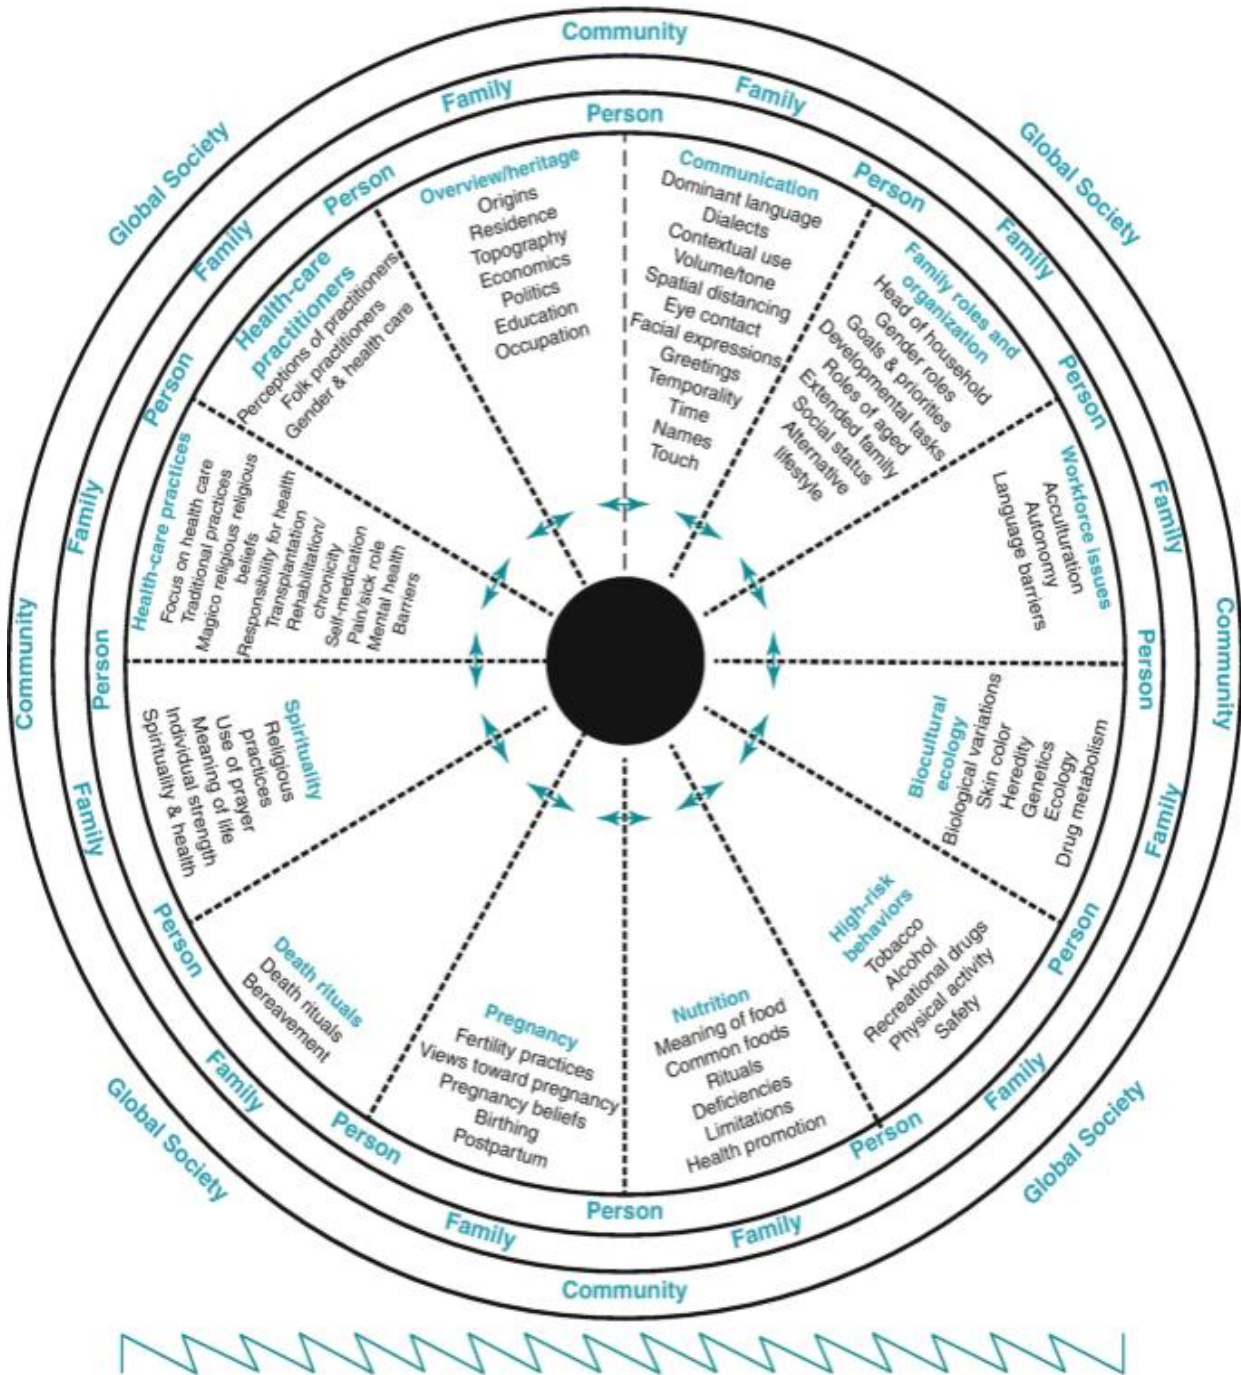 Community
Community
Community
Community
Global Society
Global Society
Global Society
Global Society
Family
Family
Family
Family
Family
Family
Family
Family
Family
Family
Family
Family
Person
Person
Person
Person
Person
Person
Person
Person
Person
Person
Person
Person
Overview/heritage
Origins
Residence
Topography
Economics
Politics
Education
Occupation
Communication
Dominant language
Dialects
Contextual use
Volume/tone
Spatial distancing
Eye contact
Facial expressions
Greetings
Temporality
Time
Names
Touch
Family roles and
organization
Head of household
Gender roles
Goals & priorities
Developmental tasks
Roles of aged
Extended family
Social status
Alternative
lifestyle
Workforce issues
Acculturation
Autonomy
Language barriers
Biocultural
ecology
Biological variations
Skin color
Heredity
Genetics
Ecology
Drug metabolism
High-risk
behaviors
Tobacco
Alcohol
Recreational drugs
Physical activity
Safety
Nutrition
Meaning of food
Common foods
Rituals
Deficiencies
Limitations
Health promotion
Pregnancy
Fertility practices
Views toward pregnancy
Pregnancy beliefs
Birthing
Postpartum
Death rituals
Death rituals
Bereavement
Spirituality
Religious
practices
Use of prayer
Meaning of life
Individual strength
Spirituality & health
Health-care practices
Focus on health care
Traditional practices
Magico religious religious
beliefs
Responsibility for health
Transplantation
Rehabilitation/
chronicity
Self-medication
Pain/sick role
Mental health
Barriers
Health-care
practitioners
Perceptions of practitioners
Folk practitioners
Gender & health care